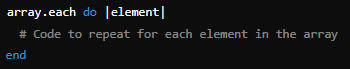 array.each do |element|
  # Code to repeat for each element in the array
end